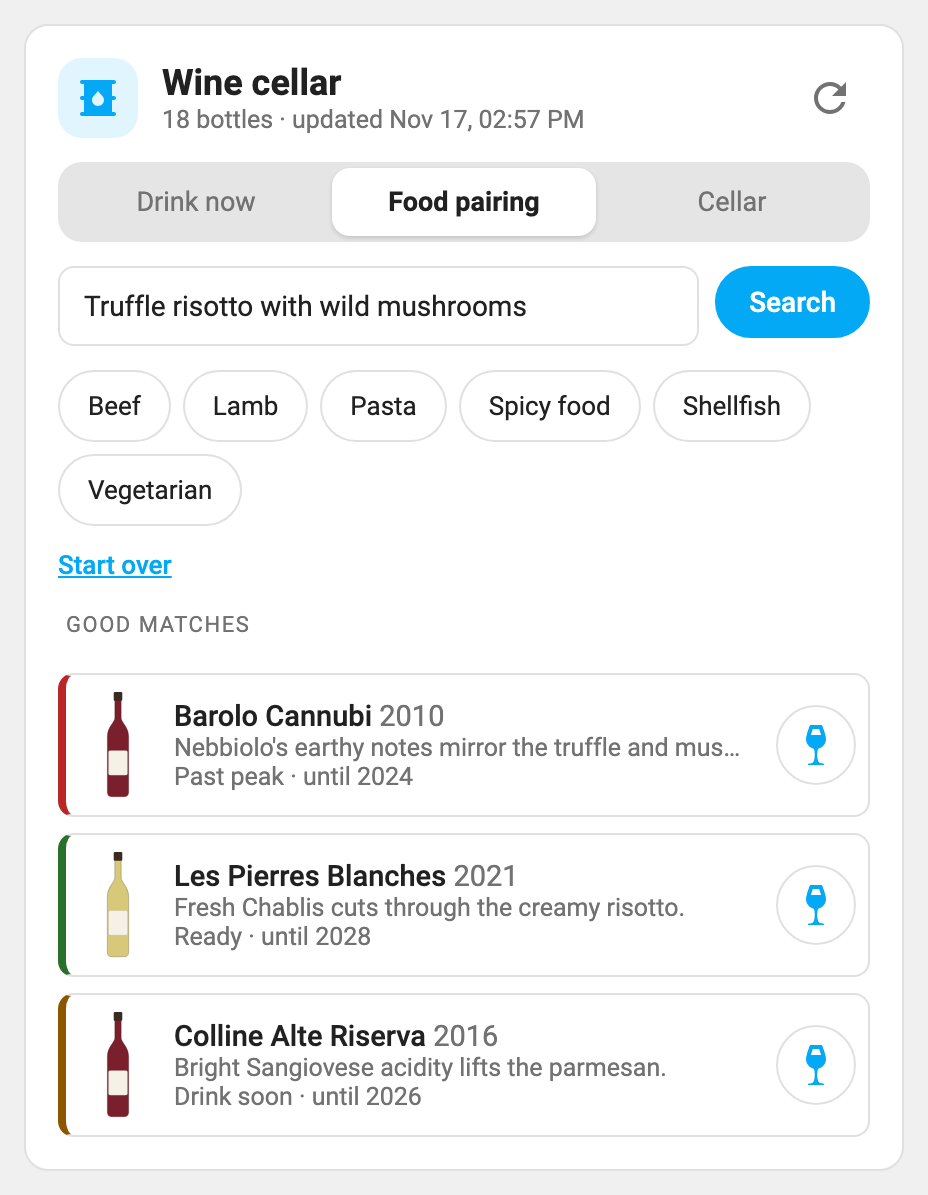 Wine cellar
18 bottles · updated Nov 17, 02:57 PM
Drink now
Food pairing
Cellar
Truffle risotto with wild mushrooms
Search
Beef
Lamb
Pasta
Spicy food
Shellfish
Vegetarian
Start over
GOOD MATCHES
Barolo Cannubi 2010
Nebbiolo's earthy notes mirror the truffle and mus...
Past peak · until 2024
Les Pierres Blanches 2021
Fresh Chablis cuts through the creamy risotto.
Ready · until 2028
Colline Alte Riserva 2016
Bright Sangiovese acidity lifts the parmesan.
Drink soon · until 2026